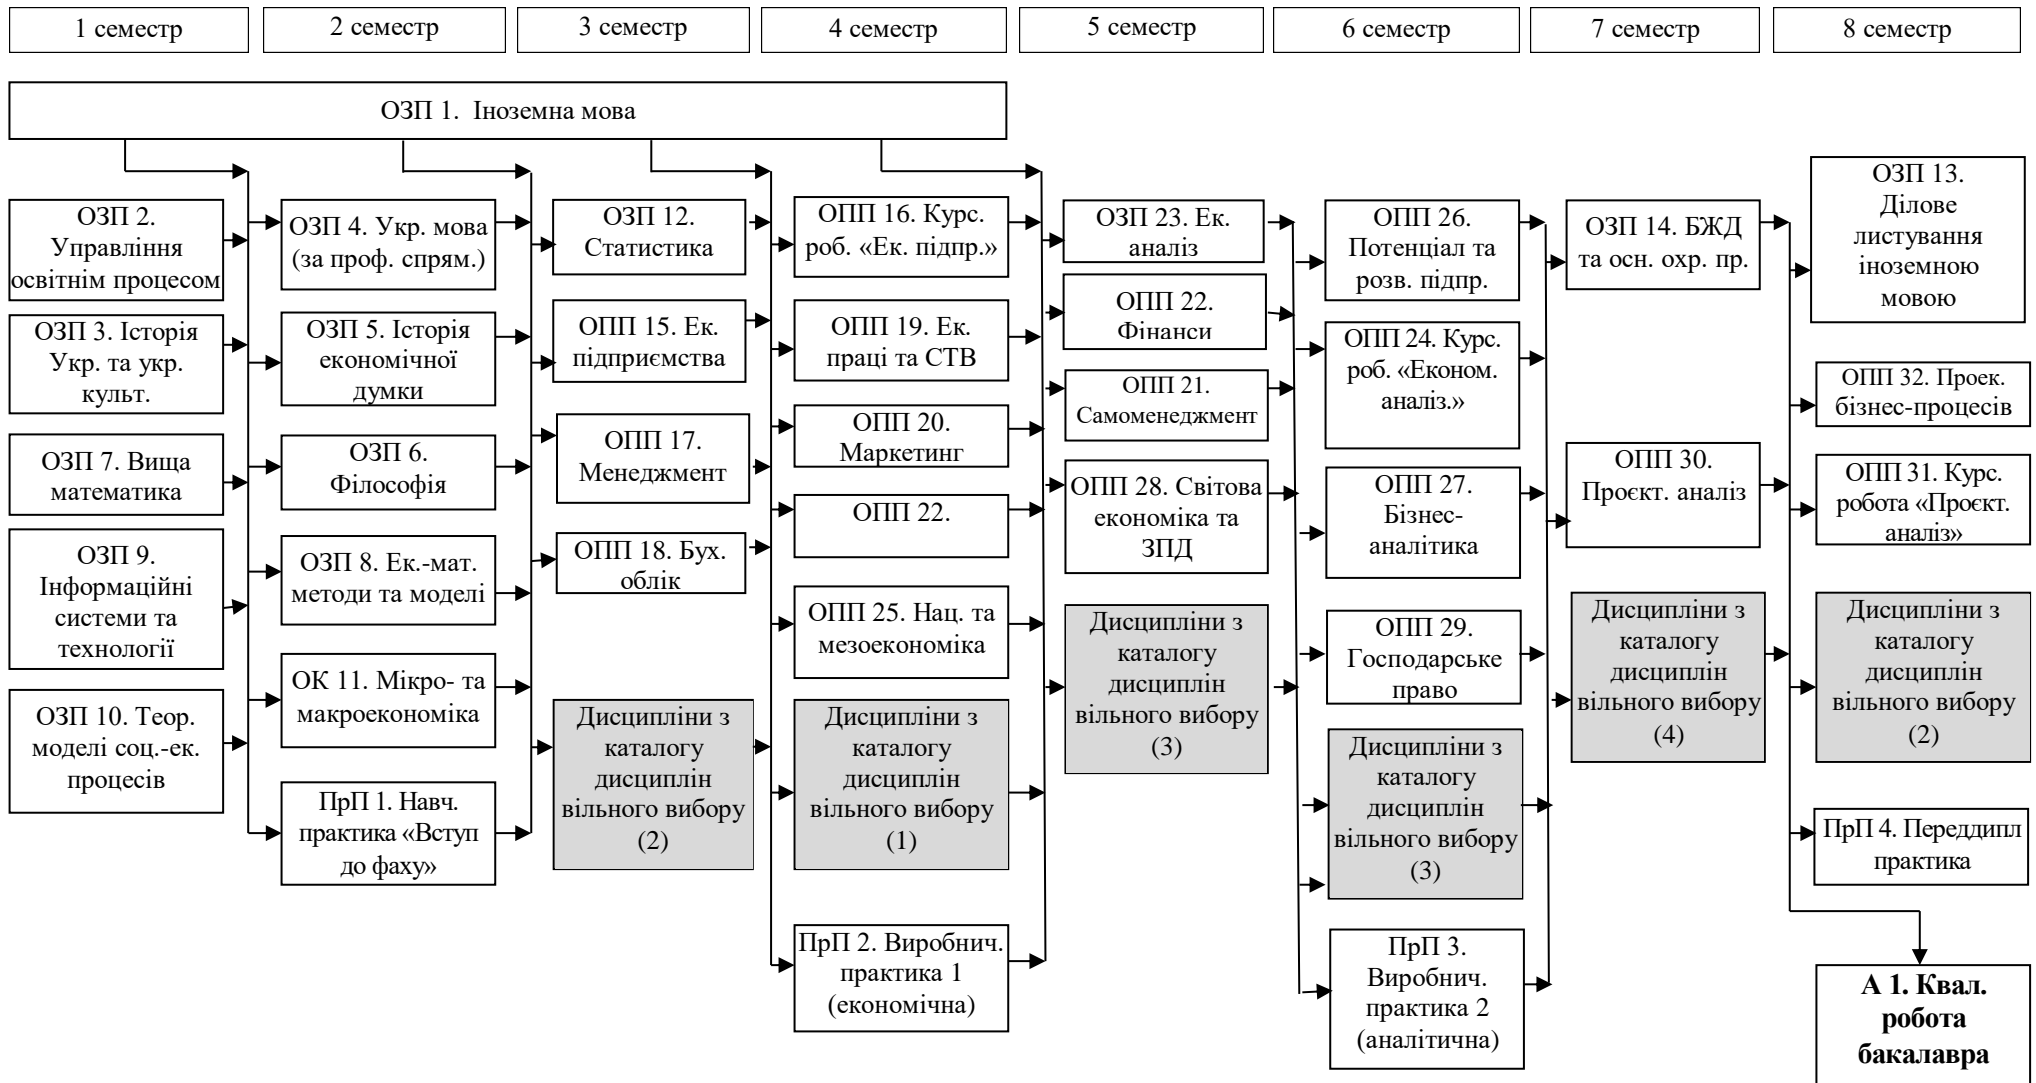 1 семестр
2 семестр
3 семестр
4 семестр
5 семестр
6 семестр
7 семестр
8 семестр
ОЗП 1. Іноземна мова
ОЗП 2.
Управління
освітнім процесом
ОЗП 3. Історія
Укр. та укр.
культ.
ОЗП 7. Вища
математика
ОЗП 9.
Інформаційні
системи та
технології
ОЗП 10. Теор.
моделі соц.-ек.
процесів
ОЗП 4. Укр. мова
(за проф. спрям.)
ОЗП 5. Історія
економічної
думки
ОЗП 6.
Філософія
ОЗП 8. Ек.-мат.
методи та моделі
ОК 11. Мікро- та
макроекономіка
ПрП 1. Навч.
практика «Вступ
до фаху»
ОЗП 12.
Статистика
ОПП 15. Ек.
підприємства
ОПП 17.
Менеджмент
ОПП 18. Бух.
облік
Дисципліни з
каталогу
дисциплін
вільного вибору
(2)
ОПП 16. Курс.
роб. «Ек. підпр.»
ОПП 19. Ек.
праці та СТВ
ОПП 20.
Маркетинг
ОПП 22.
ОПП 25. Нац. та
мезоекономіка
Дисципліни з
каталогу
дисциплін
вільного вибору
(1)
ПрП 2. Виробнич.
практика 1
(економічна)
ОЗП 23. Ек.
аналіз
ОПП 22.
Фінанси
ОПП 21.
Самоменеджмент
ОПП 28. Світова
економіка та
ЗПД
Дисципліни з
каталогу
дисциплін
вільного вибору
(3)
ОПП 26.
Потенціал та
розв. підпр.
ОПП 24. Курс.
роб. «Економ.
аналіз.»
ОПП 27.
Бізнес-
аналітика
ОПП 29.
Господарське
право
Дисципліни з
каталогу
дисциплін
вільного вибору
(3)
ПрП 3.
Виробнич.
практика 2
(аналітична)
ОЗП 14. БЖД
та осн. охр. пр.
ОПП 30.
Проєкт. аналіз
Дисципліни з
каталогу
дисциплін
вільного вибору
(4)
ОЗП 13.
Ділове
листування
іноземною
мовою
ОПП 32. Проек.
бізнес-процесів
ОПП 31. Курс.
робота «Проєкт.
аналіз»
Дисципліни з
каталогу
дисциплін
вільного вибору
(2)
ПрП 4. Переддипл
практика
А 1. Квал.
робота
бакалавра